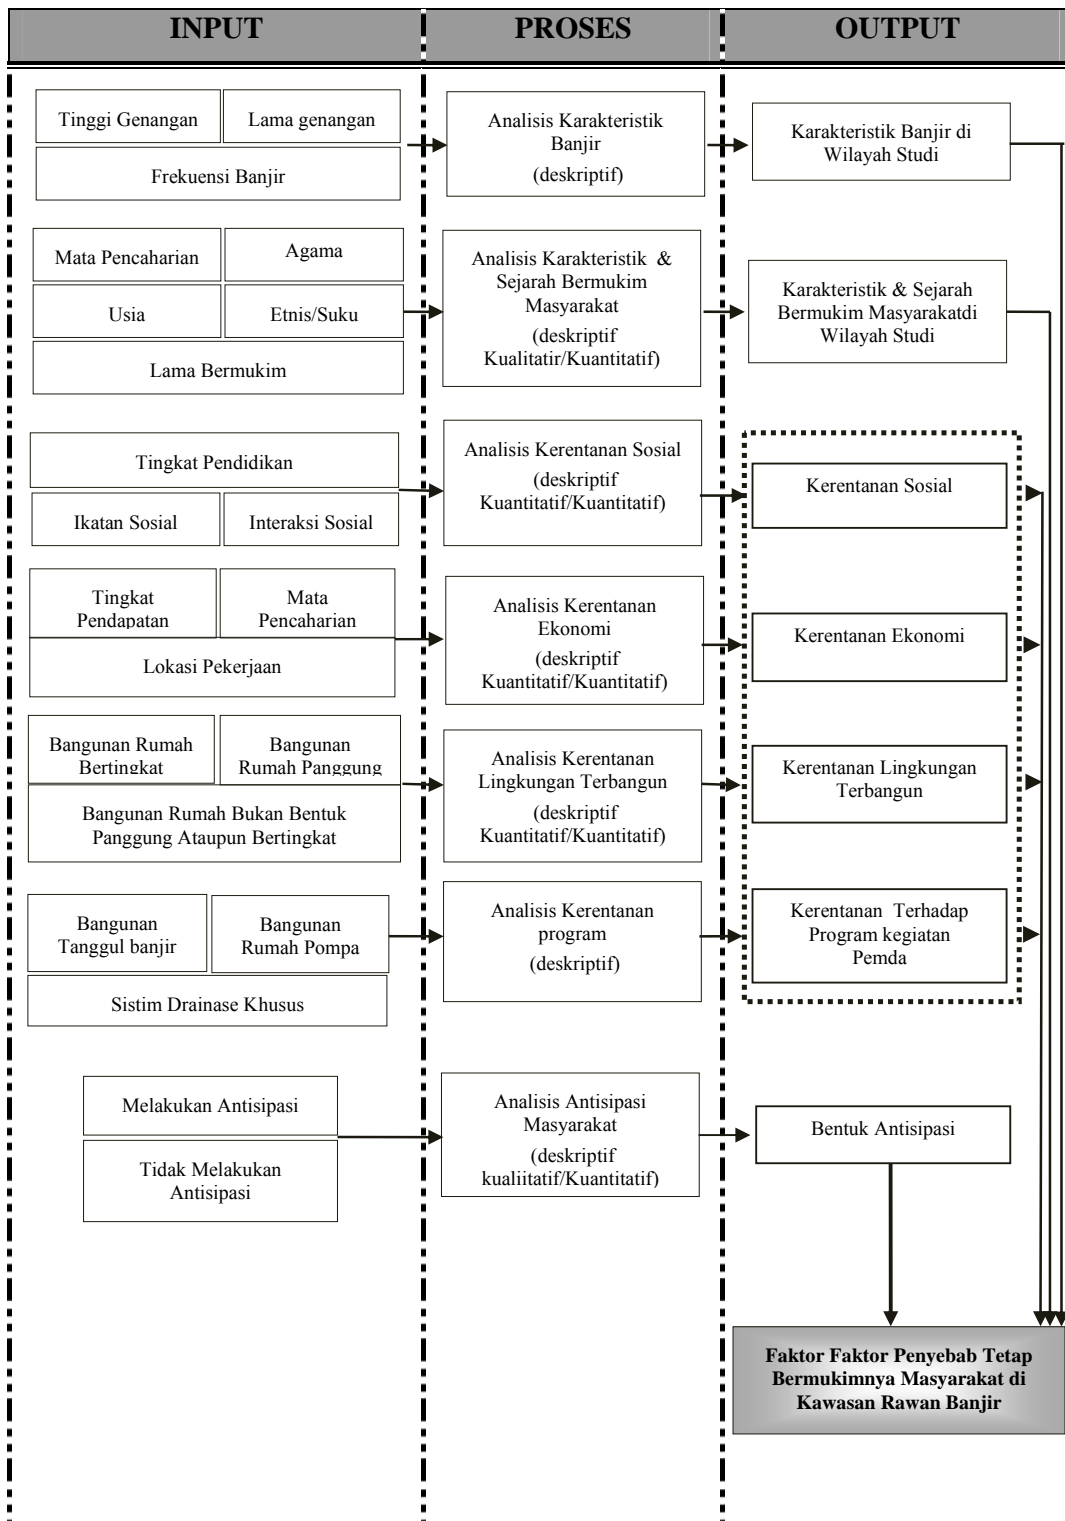 INPUT
PROSES
OUTPUT
Tinggi Genangan
Lama genangan
Frekuensi Banjir
Analisis Karakteristik
Banjir
(deskriptif)
Karakteristik Banjir di
Wilayah Studi
Mata Pencaharian
Agama
Usia
Etnis/Suku
Lama Bermukim
Analisis Karakteristik &
Sejarah Bermukim
Masyarakat
(deskriptif
Kualitatir/Kuantitatif)
Karakteristik & Sejarah
Bermukim Masyarakatdi
Wilayah Studi
Tingkat Pendidikan
Ikatan Sosial
Interaksi Sosial
Analisis Kerentanan Sosial
(deskriptif
Kuantitatif/Kuantitatif)
Kerentanan Sosial
Tingkat
Pendapatan
Mata
Pencaharian
Lokasi Pekerjaan
Analisis Kerentanan
Ekonomi
(deskriptif
Kuantitatif/Kuantitatif)
Kerentanan Ekonomi
Bangunan Rumah
Bertingkat
Bangunan
Rumah Panggung
Bangunan Rumah Bukan Bentuk
Panggung Ataupun Bertingkat
Analisis Kerentanan
Lingkungan Terbangun
(deskriptif
Kuantitatif/Kuantitatif)
Kerentanan Lingkungan
Terbangun
Bangunan
Tanggul banjir
Bangunan
Rumah Pompa
Sistim Drainase Khusus
Analisis Kerentanan
program
(deskriptif)
Kerentanan Terhadap
Program kegiatan
Pemda
Melakukan Antisipasi
Tidak Melakukan
Antisipasi
Analisis Antisipasi
Masyarakat
(deskriptif
kualiitatif/Kuantitatif)
Bentuk Antisipasi
Faktor Faktor Penyebab Tetap
Bermukimnya Masyarakat di
Kawasan Rawan Banjir